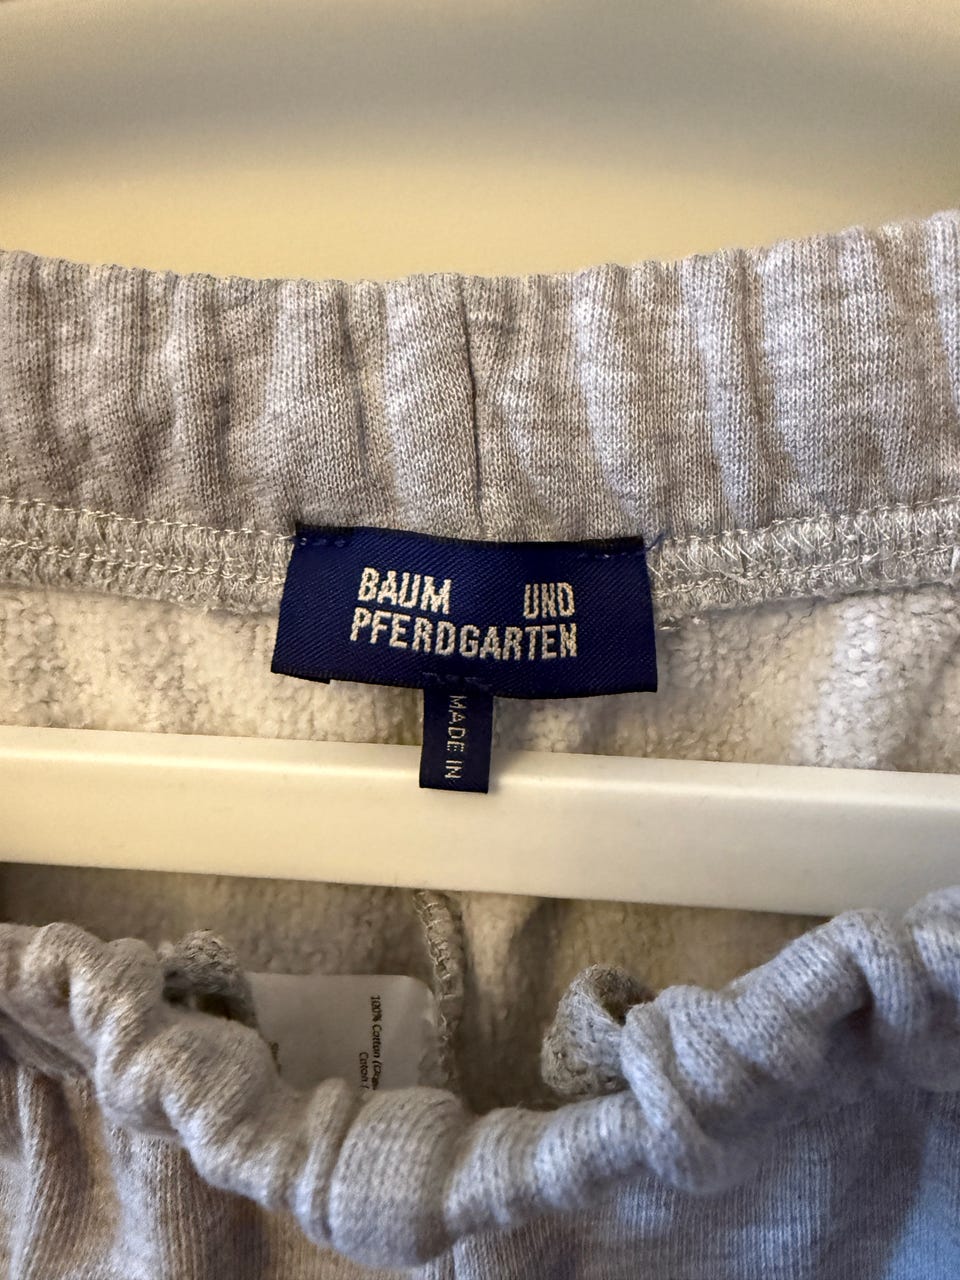 BAUM UND
PFERDGARTEN
MADE IN
100% Cotton